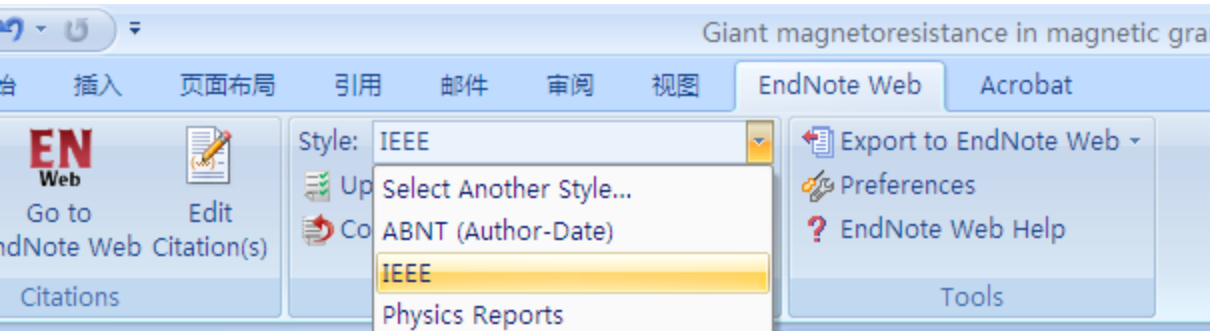 Giant magnetoresistance in magnetic gra
始 插入 页面布局 引用 邮件 审阅 视图 EndNote Web Acrobat
EN Web
Go to
ndNote Web
Edit
Citation(s)
Citations
Style: IEEE
Up
Co
Select Another Style...
ABNT (Author-Date)
IEEE
Physics Reports
Export to EndNote Web
Preferences
? EndNote Web Help
Tools